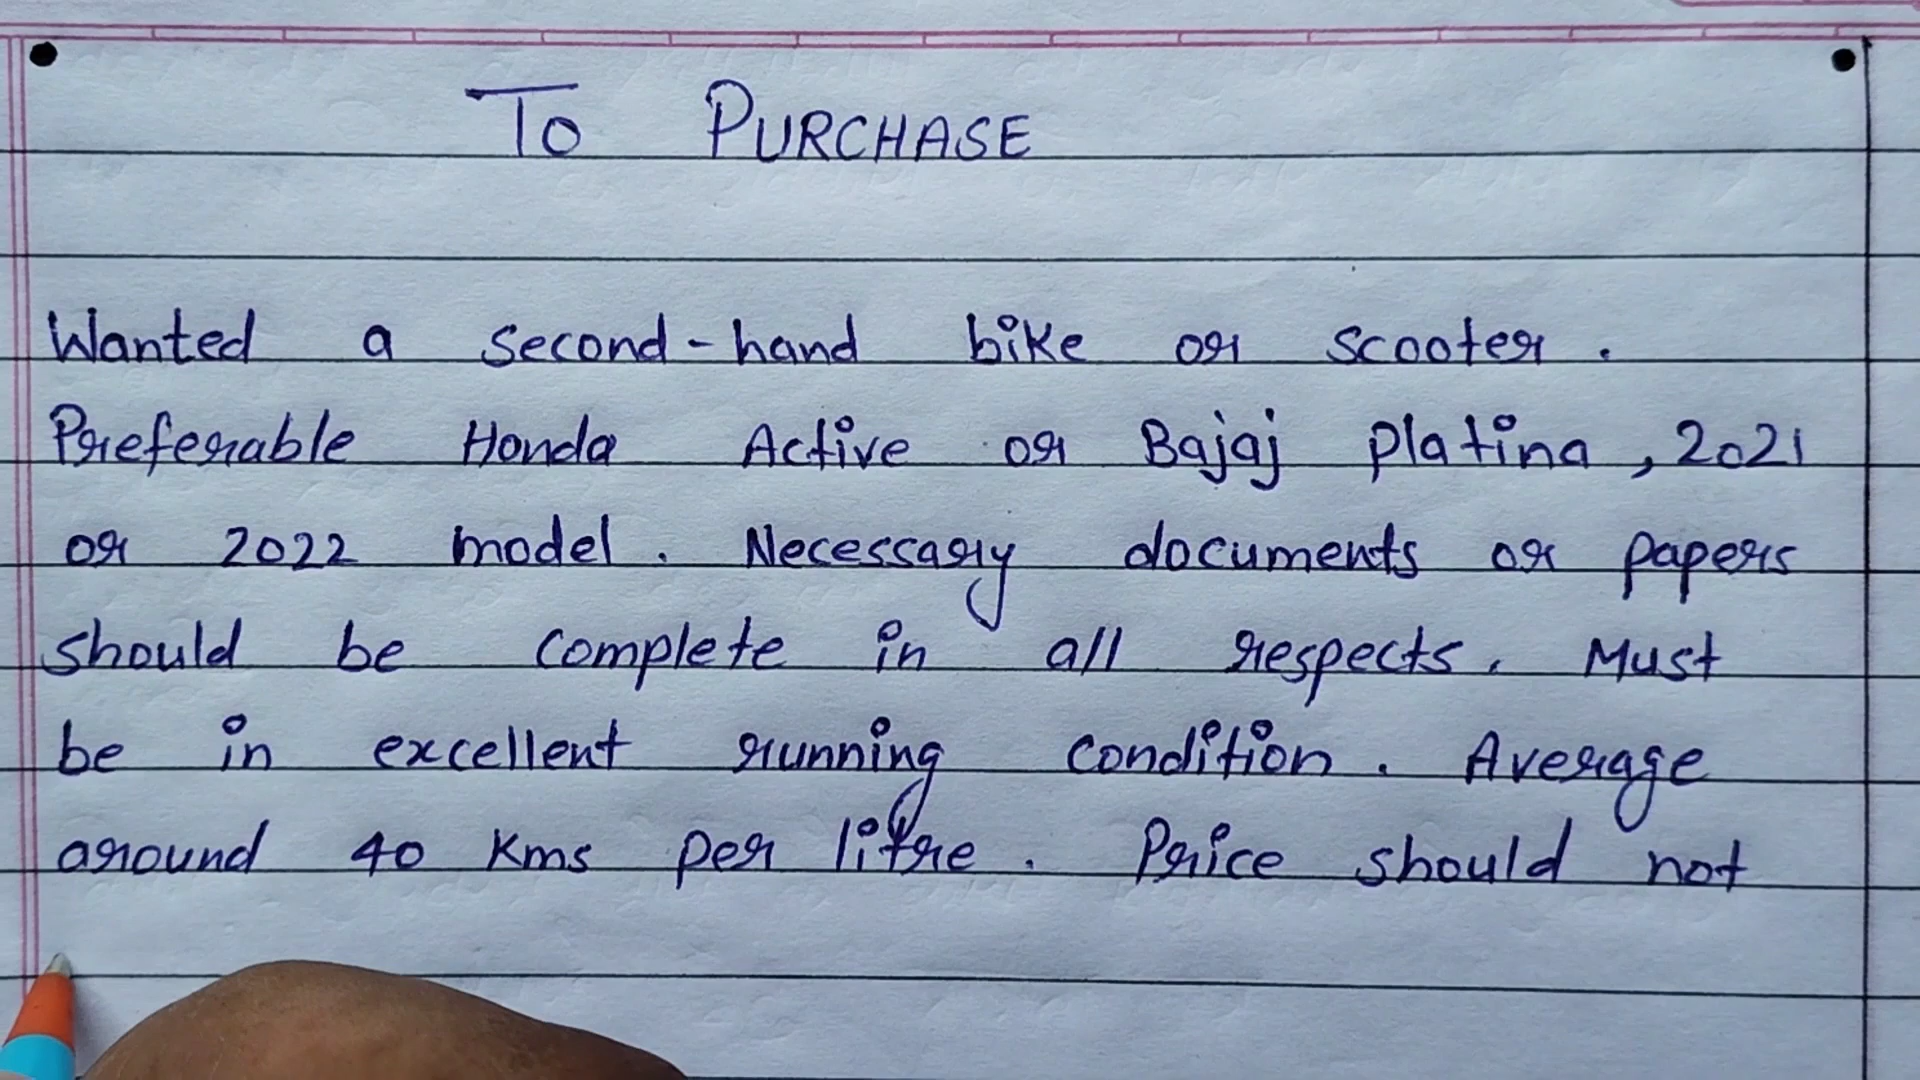 TO PURCHASE
Wanted a second-hand bike or scooter.
Preferable Honda Active or Bajaj Platina, 2021
or 2022 model. Necessary documents or papers
should be complete in all respects. Must
be in excellent running condition. Average
around 40 Kms per litre. Price should not